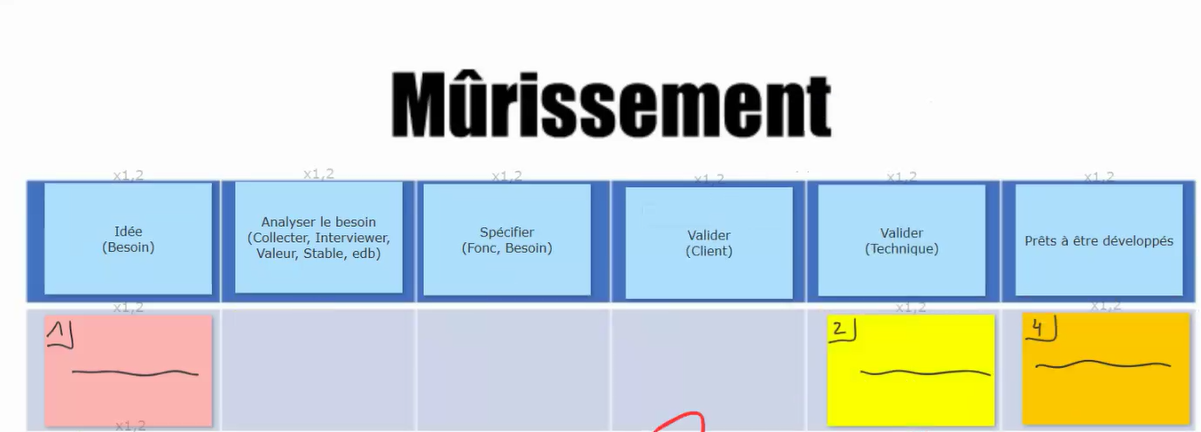 Mûrissement
x1,2 x1,2 x1,2 x1,2 x1,2 x1,2
Idée
(Besoin)
Analyser le besoin
(Collecter, Interviewer,
Valeur, Stable, edb)
Spécifier
(Fonc, Besoin)
Valider
(Client)
Valider
(Technique)
Prêts à être développés
x1,2 x1,2 x1,2
1 2 4
x1,2